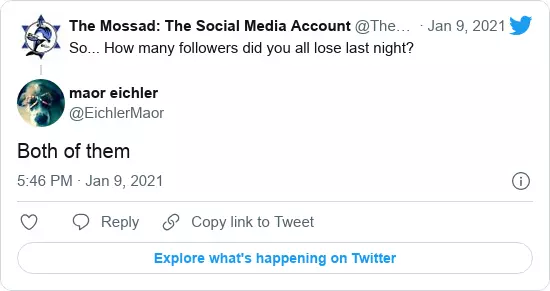 The Mossad: The Social Media Account @The... · Jan 9, 2021
So... How many followers did you all lose last night?
maor eichler
@EichlerMaor
Both of them
5:46 PM · Jan 9, 2021
Reply
Copy link to Tweet
Explore what's happening on Twitter